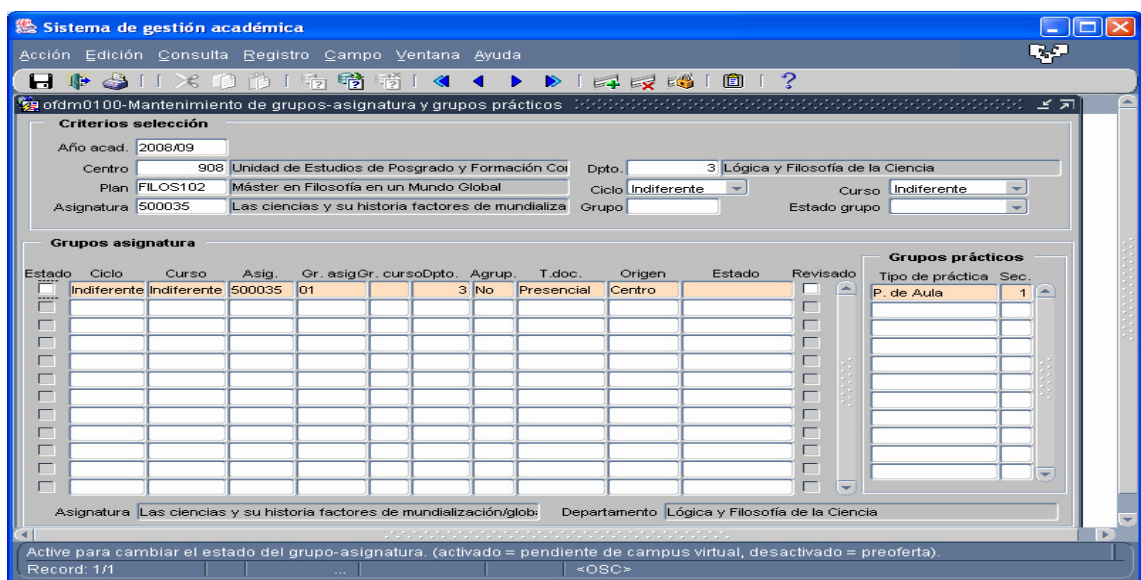 Sistema de gestión académica
Acción Edición Consulta Registro Campo Ventana Ayuda
ofdm0100-Mantenimiento de grupos-asignatura y grupos prácticos
Criterios selección
Año acad. 2008/09
Centro 908 Unidad de Estudios de Posgrado y Formación Coi Dpto. 3 Lógica y Filosofía de la Ciencia
Plan FILOS102 Máster en Filosofía en un Mundo Global Ciclo Indiferente Curso Indiferente
Asignatura 500035 Las ciencias y su historia factores de mundializa Grupo Estado grupo
Grupos asignatura
Grupos prácticos
Estado Ciclo Curso Asig. Gr. asig Gr. curso Dpto. Agrup. T.doc. Origen Estado Revisado Tipo de práctica Sec.
Indiferente Indiferente 500035 01 3 No Presencial Centro P. de Aula 1
Asignatura Las ciencias y su historia factores de mundialización/glob: Departamento Lógica y Filosofía de la Ciencia
Active para cambiar el estado del grupo-asignatura. (activado = pendiente de campus virtual, desactivado = preoferta).
Record: 1/1 ... <OSC>